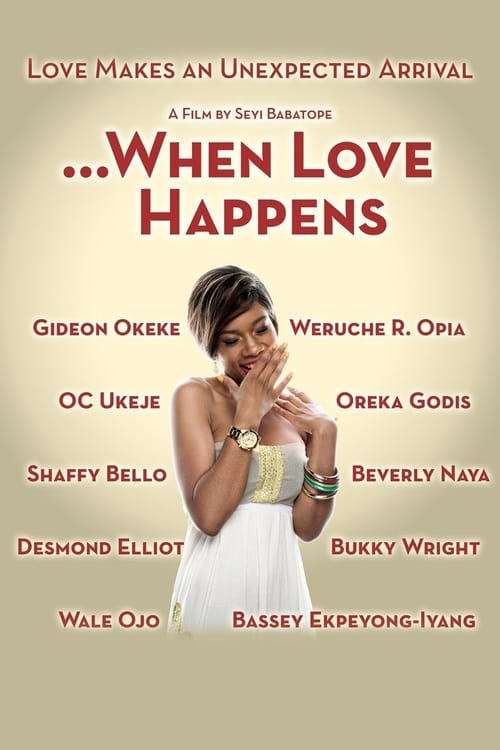 Love Makes an Unexpected Arrival
A Film by Seyi Babatope
...When Love
Happens
Gideon Okeke
Weruche R. Opia
OC Ukeje
Oreka Godis
Shaffy Bello
Beverly Naya
Desmond Elliot
Bukky Wright
Wale Ojo
Bassey Ekpeyong-Iyang